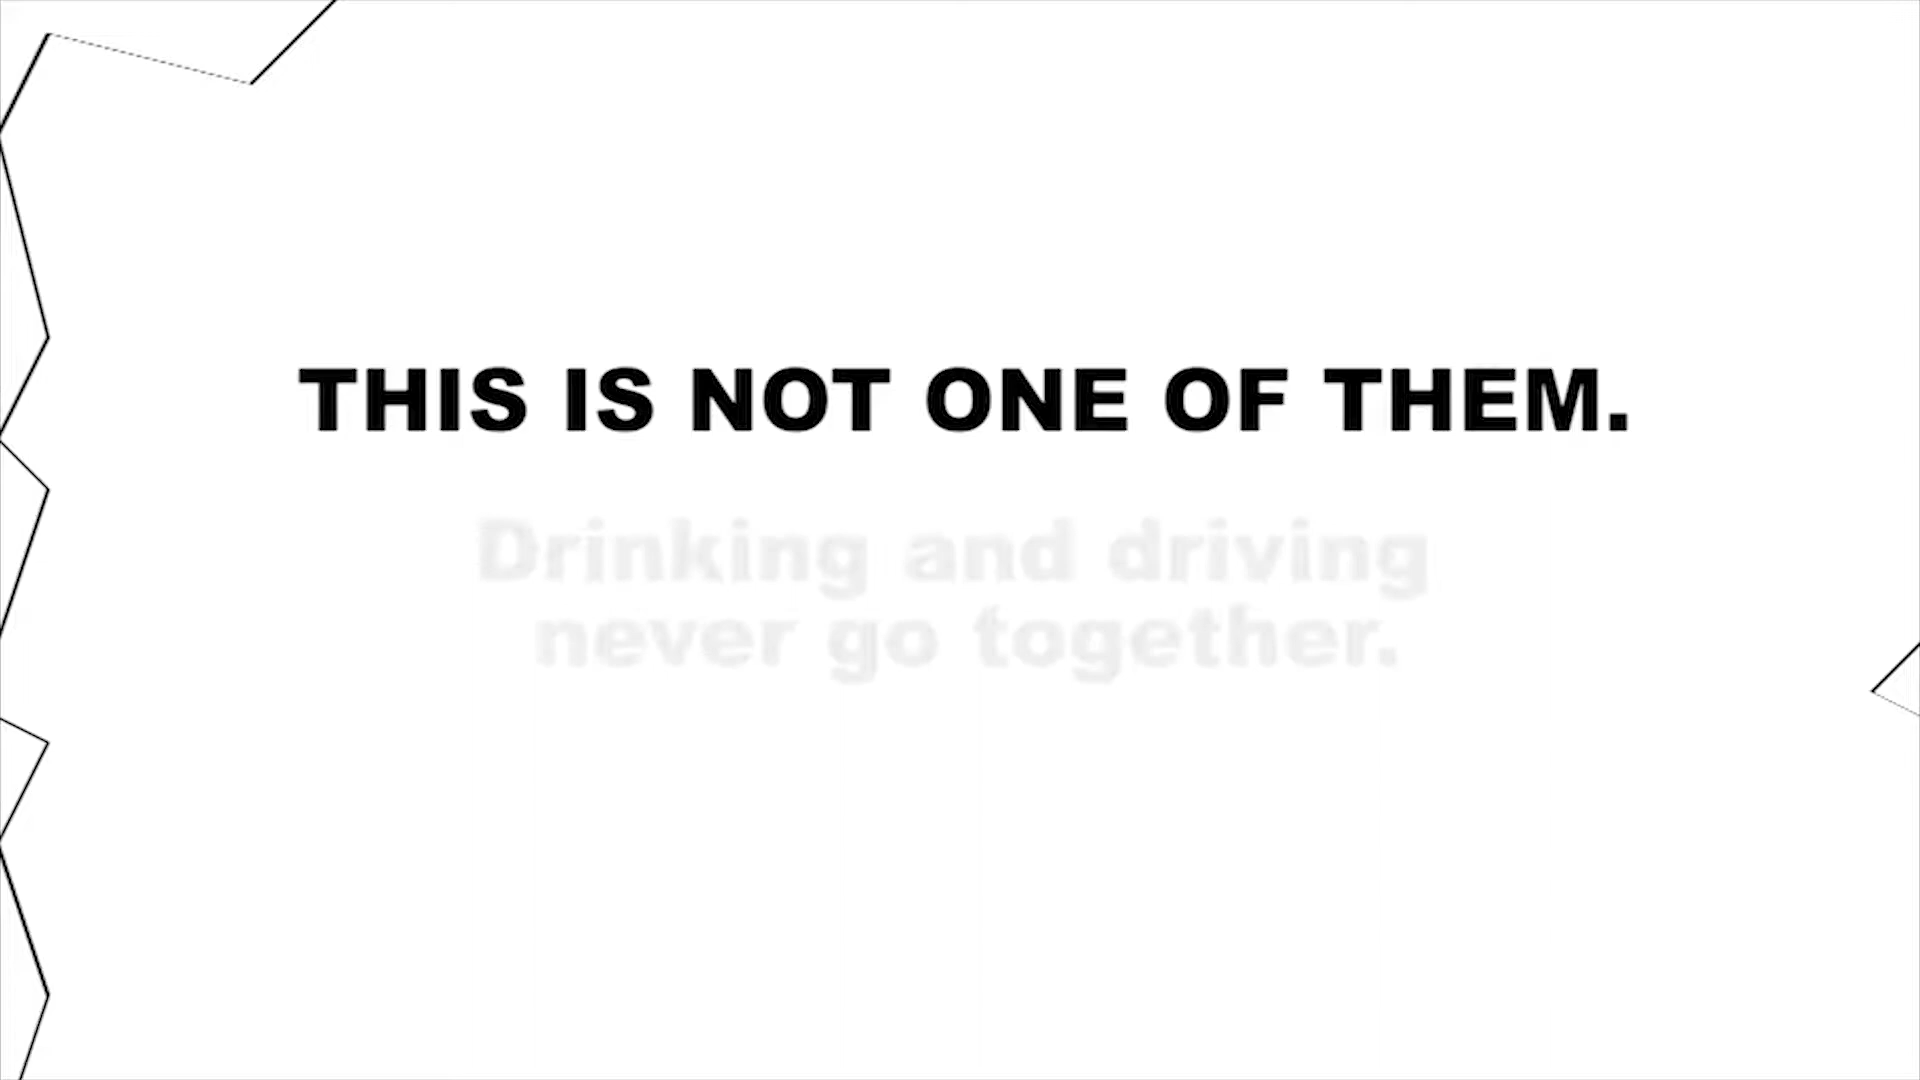 THIS IS NOT ONE OF THEM.
Drinking and driving
never go together.